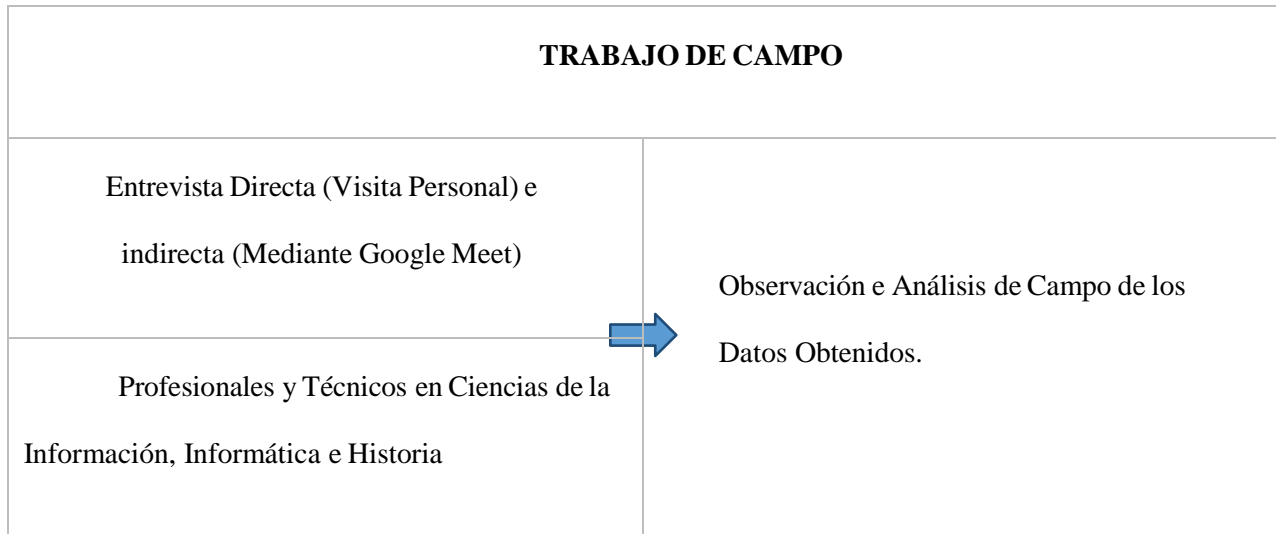 TRABAJO DE CAMPO
Entrevista Directa (Visita Personal) e
indirecta (Mediante Google Meet)
Profesionales y Técnicos en Ciencias de la
Información, Informática e Historia
Observación e Análisis de Campo de los
Datos Obtenidos.